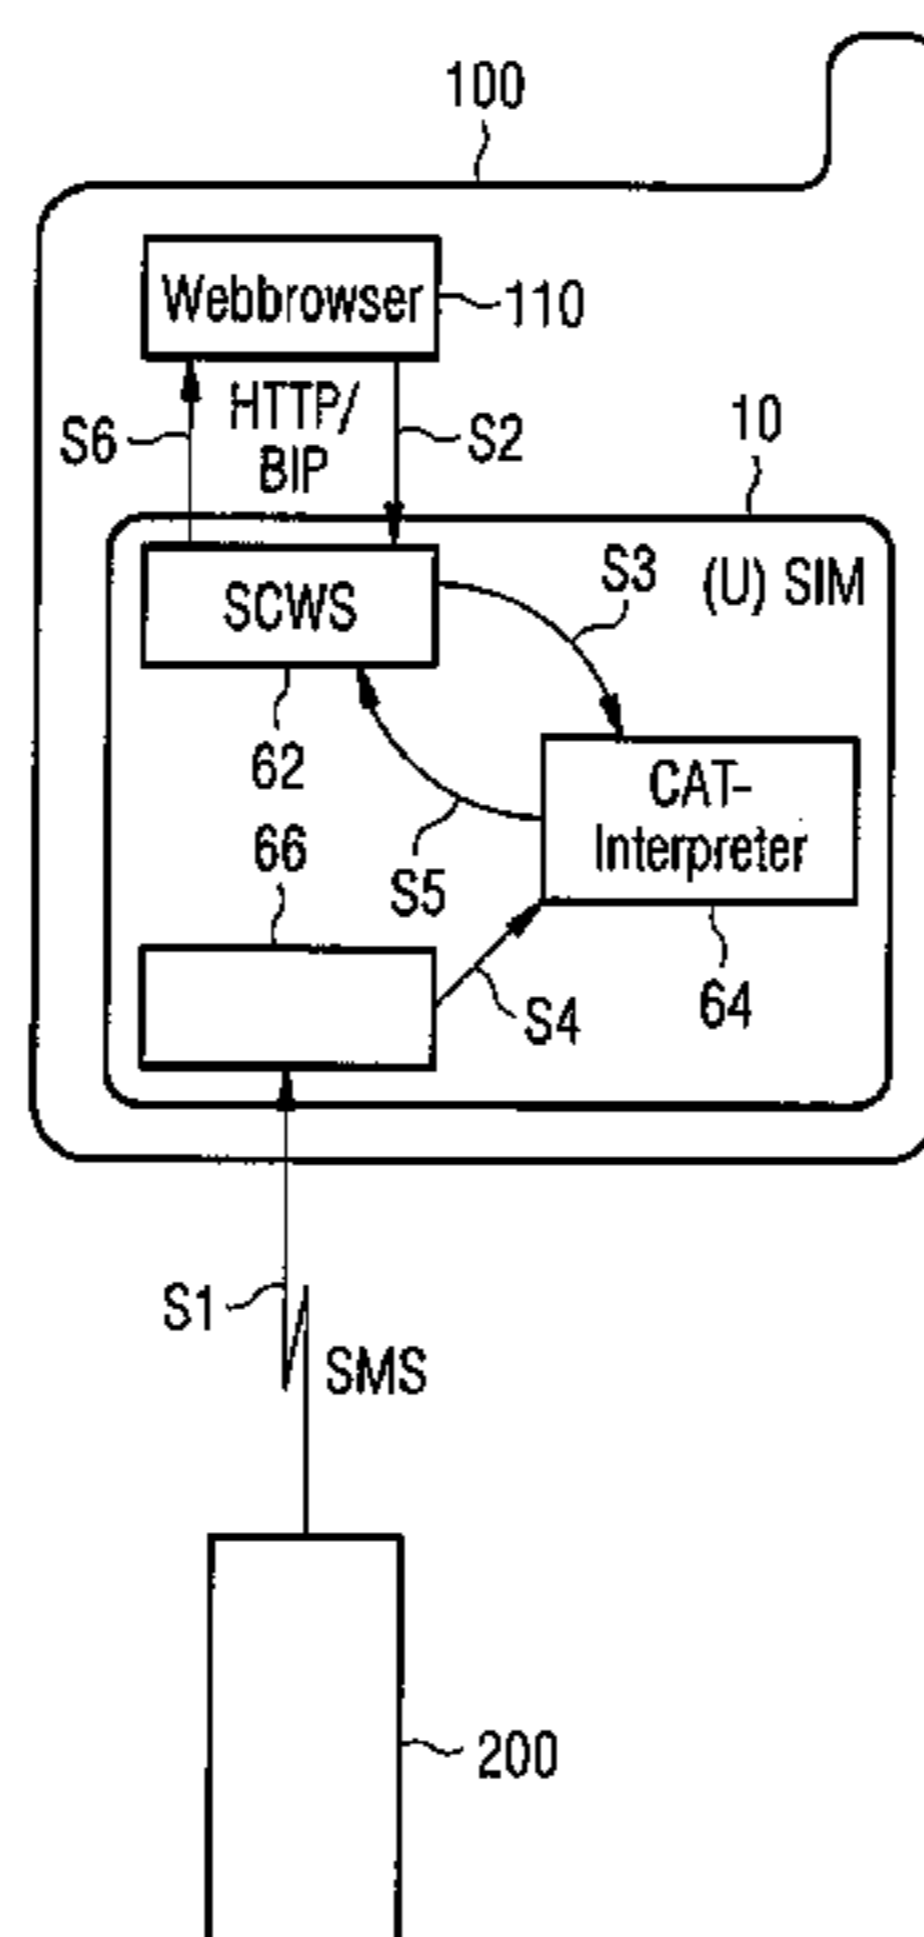 100
Webbrowser
110
HTTP/
BIP
S6
S2
10
SCWS
S3
(U) SIM
62
CAT-
Interpreter
66
S5
S4
64
S1
SMS
200